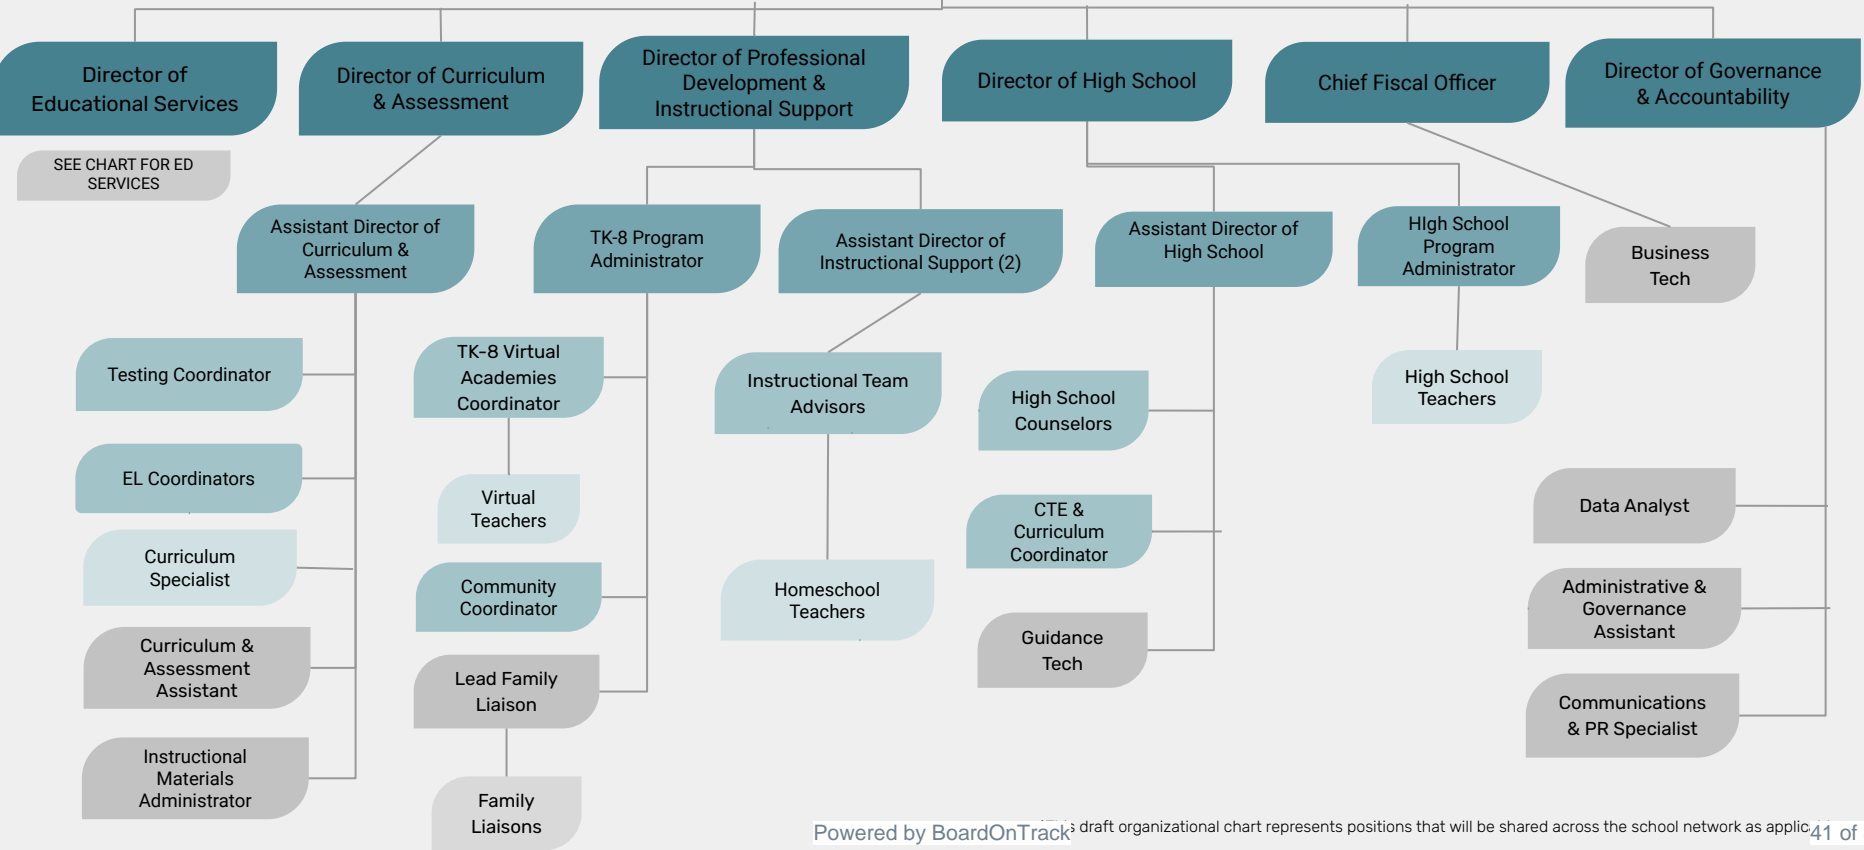 Director of
Educational Services
Director of Curriculum
& Assessment
Director of Professional
Development &
Instructional Support
Director of High School
Chief Fiscal Officer
Director of Governance
& Accountability
SEE CHART FOR ED
SERVICES
Assistant Director of
Curriculum &
Assessment
TK-8 Program
Administrator
Assistant Director of
Instructional Support (2)
Assistant Director of
High School
HIgh School
Program
Administrator
Business
Tech
Testing Coordinator
EL Coordinators
Curriculum
Specialist
Curriculum &
Assessment
Assistant
Instructional
Materials
Administrator
TK-8 Virtual
Academies
Coordinator
Virtual
Teachers
Community
Coordinator
Lead Family
Liaison
Family
Liaisons
Instructional Team
Advisors
Homeschool
Teachers
High School
Counselors
CTE &
Curriculum
Coordinator
Guidance
Tech
High School
Teachers
Data Analyst
Administrative &
Governance
Assistant
Communications
& PR Specialist
Powered by BoardOnTrack
draft organizational chart represents positions that will be shared across the school network as
41 of